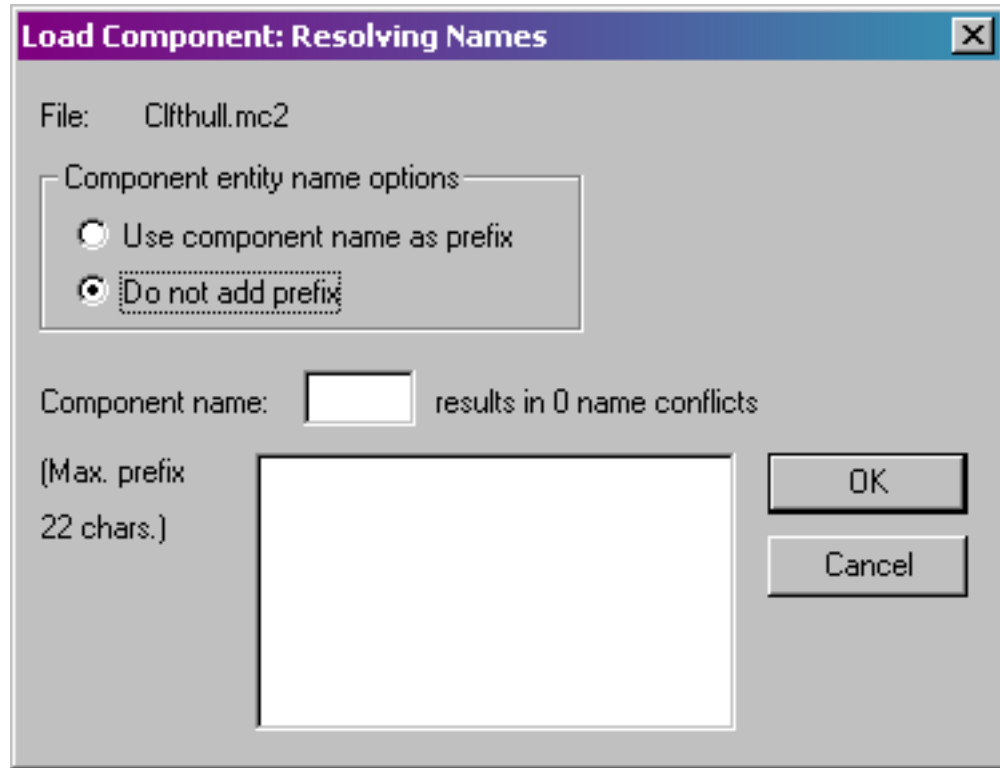 Load Component: Resolving Names
File: Clfthull.mc2
Component entity name options
Use component name as prefix
Do not add prefix
Component name: results in 0 name conflicts
(Max. prefix
22 chars.)
OK
Cancel